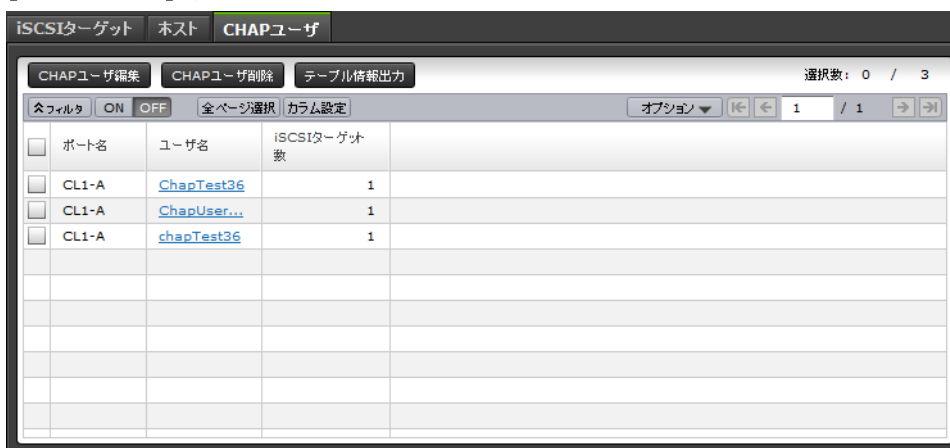 iSCSIターゲット ホスト CHAPユーザ
CHAPユーザ編集 CHAPユーザ削除 テーブル情報出力 選択数: 0 / 3
フィルタ ON OFF 全ページ選択 カラム設定 オプション 1 / 1
ポート名 ユーザ名 iSCSIターゲット
数
CL1-A ChapTest36 1
CL1-A ChapUser... 1
CL1-A chapTest36 1